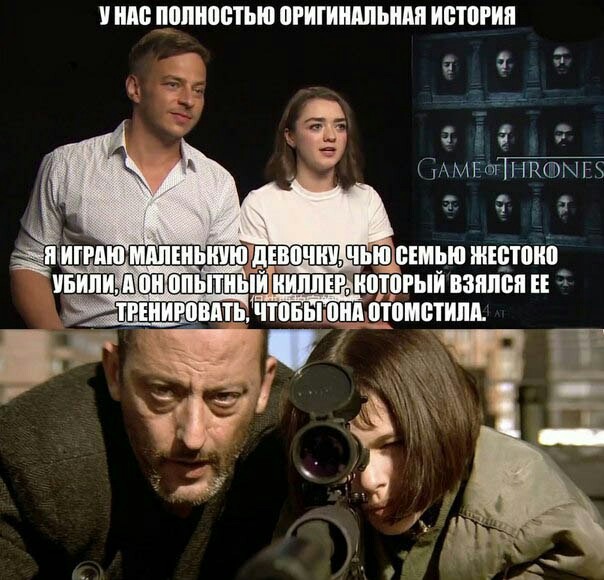 У НАС ПОЛНОСТЬЮ ОРИГИНАЛЬНАЯ ИСТОРИЯ
GAME OF THRONES
Я ИГРАЮ МАЛЕНЬКУЮ ДЕВОЧКУ, ЧЬЮ СЕМЬЮ ЖЕСТОКО
УБИЛИ, А ОН ОПЫТНЫЙ КИЛЛЕР, КОТОРЫЙ ВЗЯЛСЯ ЕЕ
ТРЕНИРОВАТЬ, ЧТОБЫ ОНА ОТОМСТИЛА.